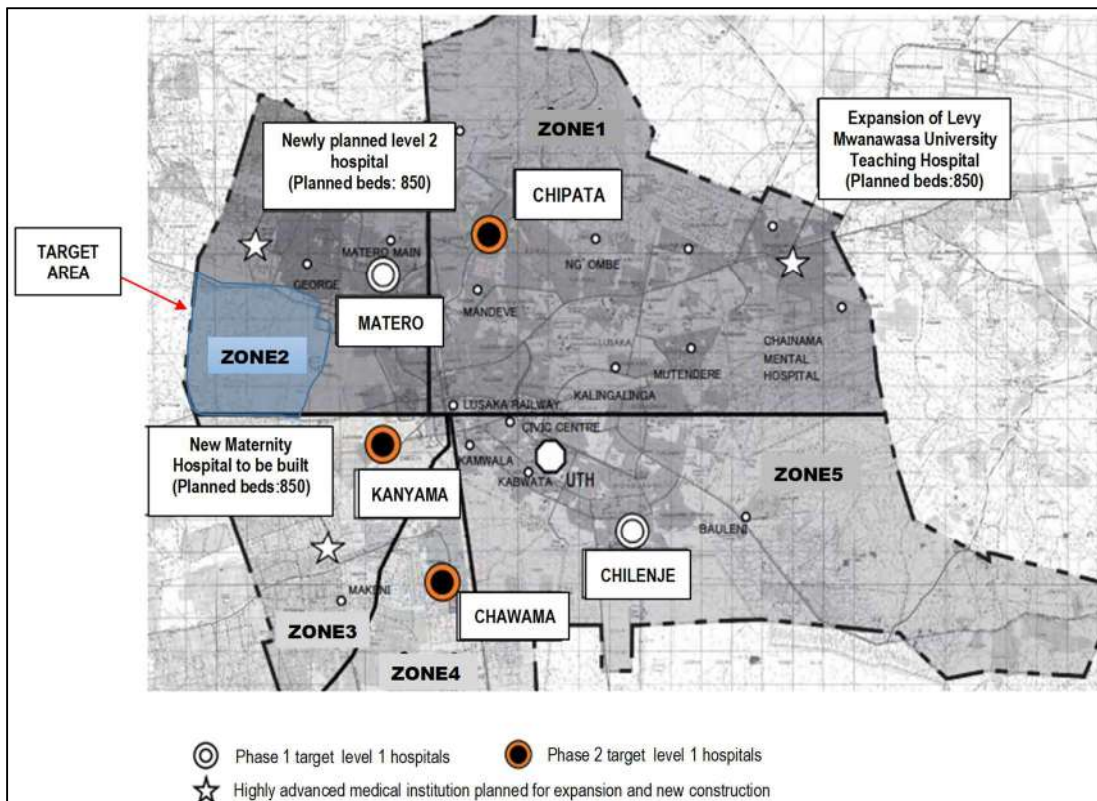 ZONE1
Newly planned level 2
hospital
(Planned beds: 850)
Expansion of Levy
Mwanawasa University
Teaching Hospital
(Planned beds:850)
CHIPATA
TARGET
AREA
MATERO MAIN
NG' OMBE
GEORGE
MANDEVE
MATERO
LUSAKA
CHAINAMA
MENTAL
HOSPITAL
ZONE2
MUTENDERE
KALINGALINGA
LUSAKA RAILWAY
CIVIC CENTRE
New Maternity
Hospital to be built
(Planned beds:850)
KAMWALA
KABWATA
UTH
ZONE5
KANYAMA
BAULENI
CHILENJE
MAKENI
CHAWAMA
ZONE3
ZONE4
Phase 1 target level 1 hospitals
Phase 2 target level 1 hospitals
Highly advanced medical institution planned for expansion and new construction